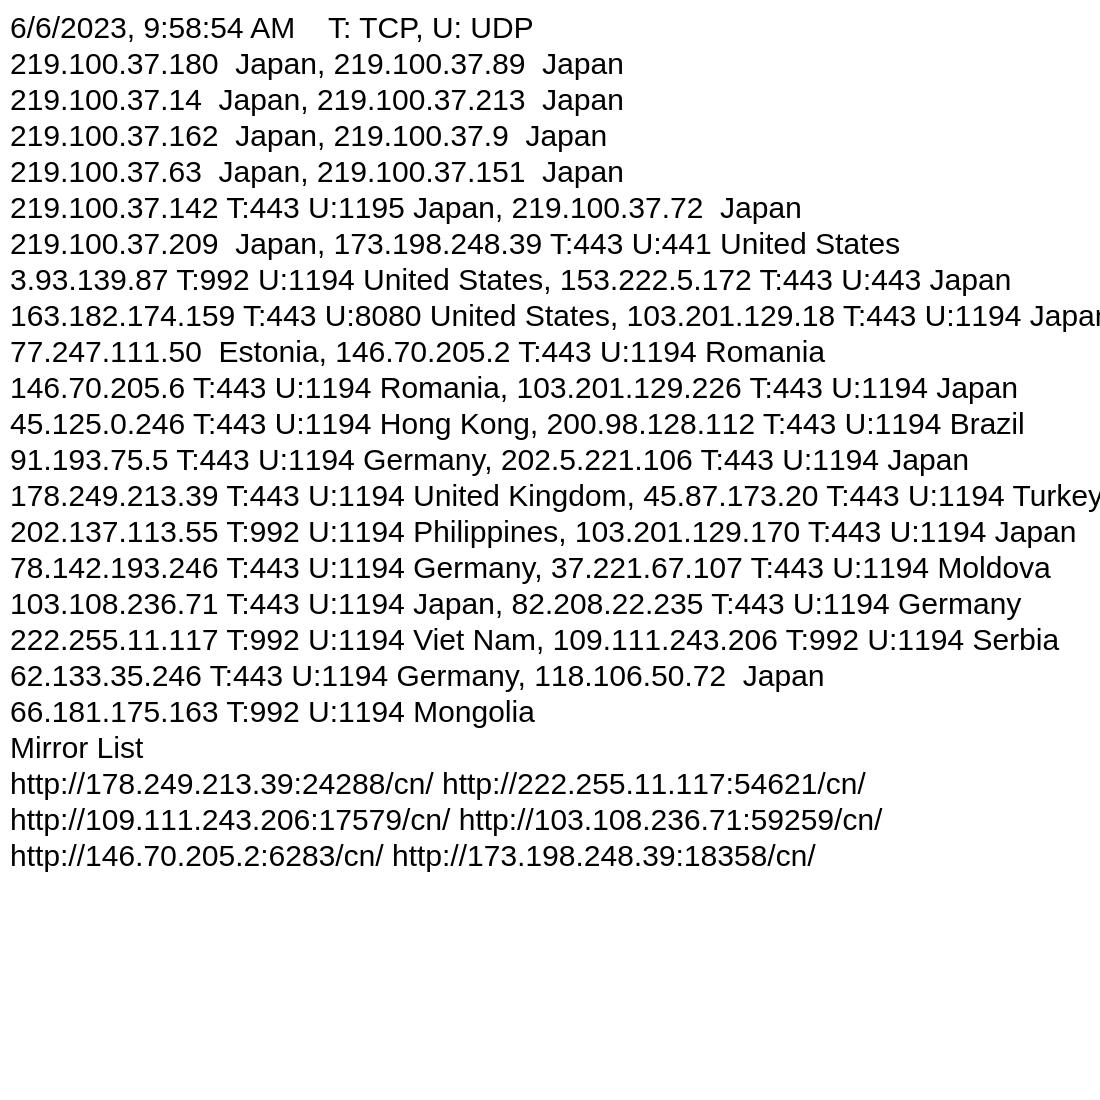 6/6/2023, 9:58:54 AM    T: TCP, U: UDP
219.100.37.180  Japan, 219.100.37.89  Japan
219.100.37.14  Japan, 219.100.37.213  Japan
219.100.37.162  Japan, 219.100.37.9  Japan
219.100.37.63  Japan, 219.100.37.151  Japan
219.100.37.142 T:443 U:1195 Japan, 219.100.37.72  Japan
219.100.37.209  Japan, 173.198.248.39 T:443 U:441 United States
3.93.139.87 T:992 U:1194 United States, 153.222.5.172 T:443 U:443 Japan
163.182.174.159 T:443 U:8080 United States, 103.201.129.18 T:443 U:1194 Japan
77.247.111.50  Estonia, 146.70.205.2 T:443 U:1194 Romania
146.70.205.6 T:443 U:1194 Romania, 103.201.129.226 T:443 U:1194 Japan
45.125.0.246 T:443 U:1194 Hong Kong, 200.98.128.112 T:443 U:1194 Brazil
91.193.75.5 T:443 U:1194 Germany, 202.5.221.106 T:443 U:1194 Japan
178.249.213.39 T:443 U:1194 United Kingdom, 45.87.173.20 T:443 U:1194 Turkey
202.137.113.55 T:992 U:1194 Philippines, 103.201.129.170 T:443 U:1194 Japan
78.142.193.246 T:443 U:1194 Germany, 37.221.67.107 T:443 U:1194 Moldova
103.108.236.71 T:443 U:1194 Japan, 82.208.22.235 T:443 U:1194 Germany
222.255.11.117 T:992 U:1194 Viet Nam, 109.111.243.206 T:992 U:1194 Serbia
62.133.35.246 T:443 U:1194 Germany, 118.106.50.72  Japan
66.181.175.163 T:992 U:1194 Mongolia
Mirror List
http://178.249.213.39:24288/cn/ http://222.255.11.117:54621/cn/
http://109.111.243.206:17579/cn/ http://103.108.236.71:59259/cn/
http://146.70.205.2:6283/cn/ http://173.198.248.39:18358/cn/